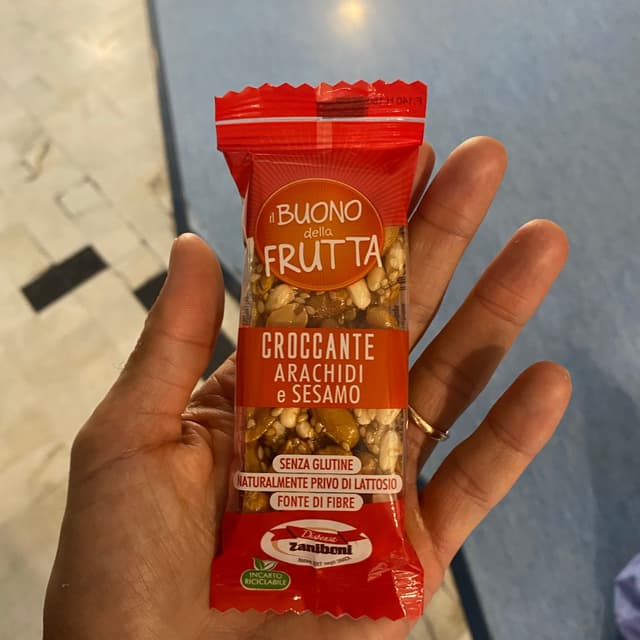 il BUONO
della
FRUTTA
CROCCANTE
ARACHIDI
e SESAMO
SENZA GLUTINE
NATURALMENTE PRIVO DI LATTOSIO
FONTE DI FIBRE
Dispensa
Zaniboni
INCARTO
RICICLABILE